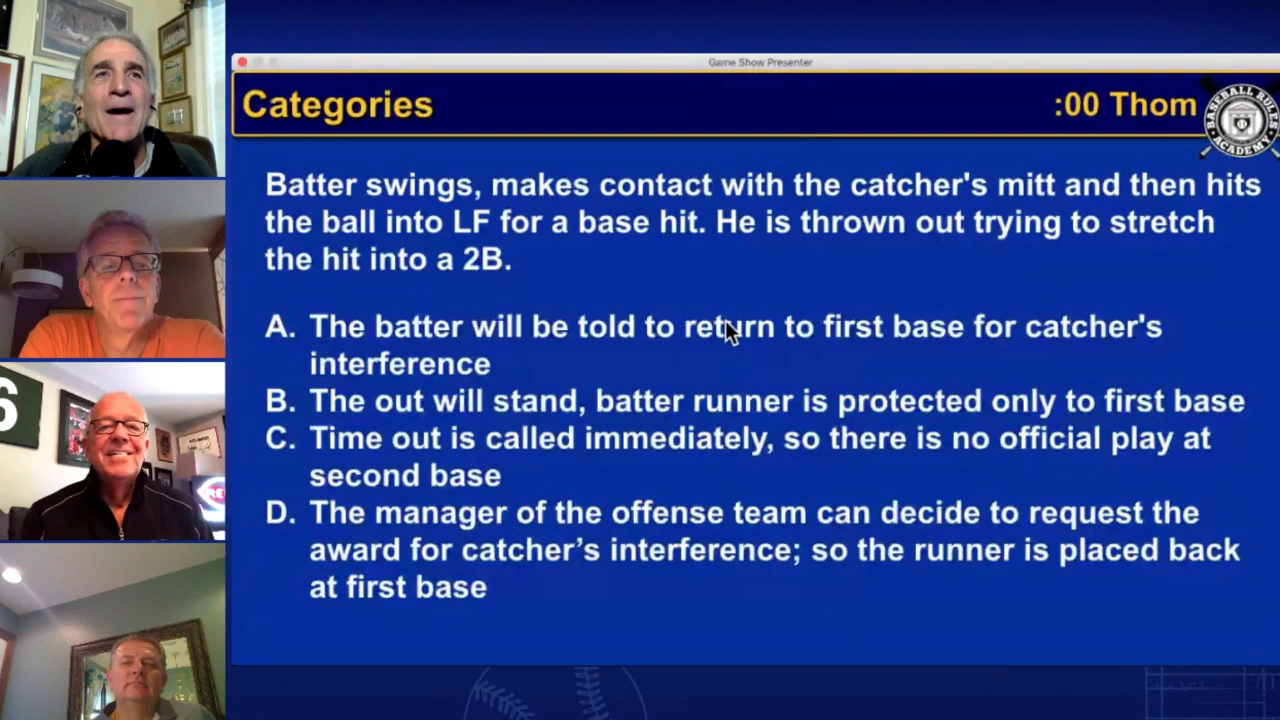 Game Show Presenter
Categories
:00 Thom
BASEBALL RULES
ACADEMY
Batter swings, makes contact with the catcher's mitt and then hits
the ball into LF for a base hit. He is thrown out trying to stretch
the hit into a 2B.
A. The batter will be told to return to first base for catcher's
interference
B. The out will stand, batter runner is protected only to first base
C. Time out is called immediately, so there is no official play at
second base
D. The manager of the offense team can decide to request the
award for catcher’s interference; so the runner is placed back
at first base
6
RE